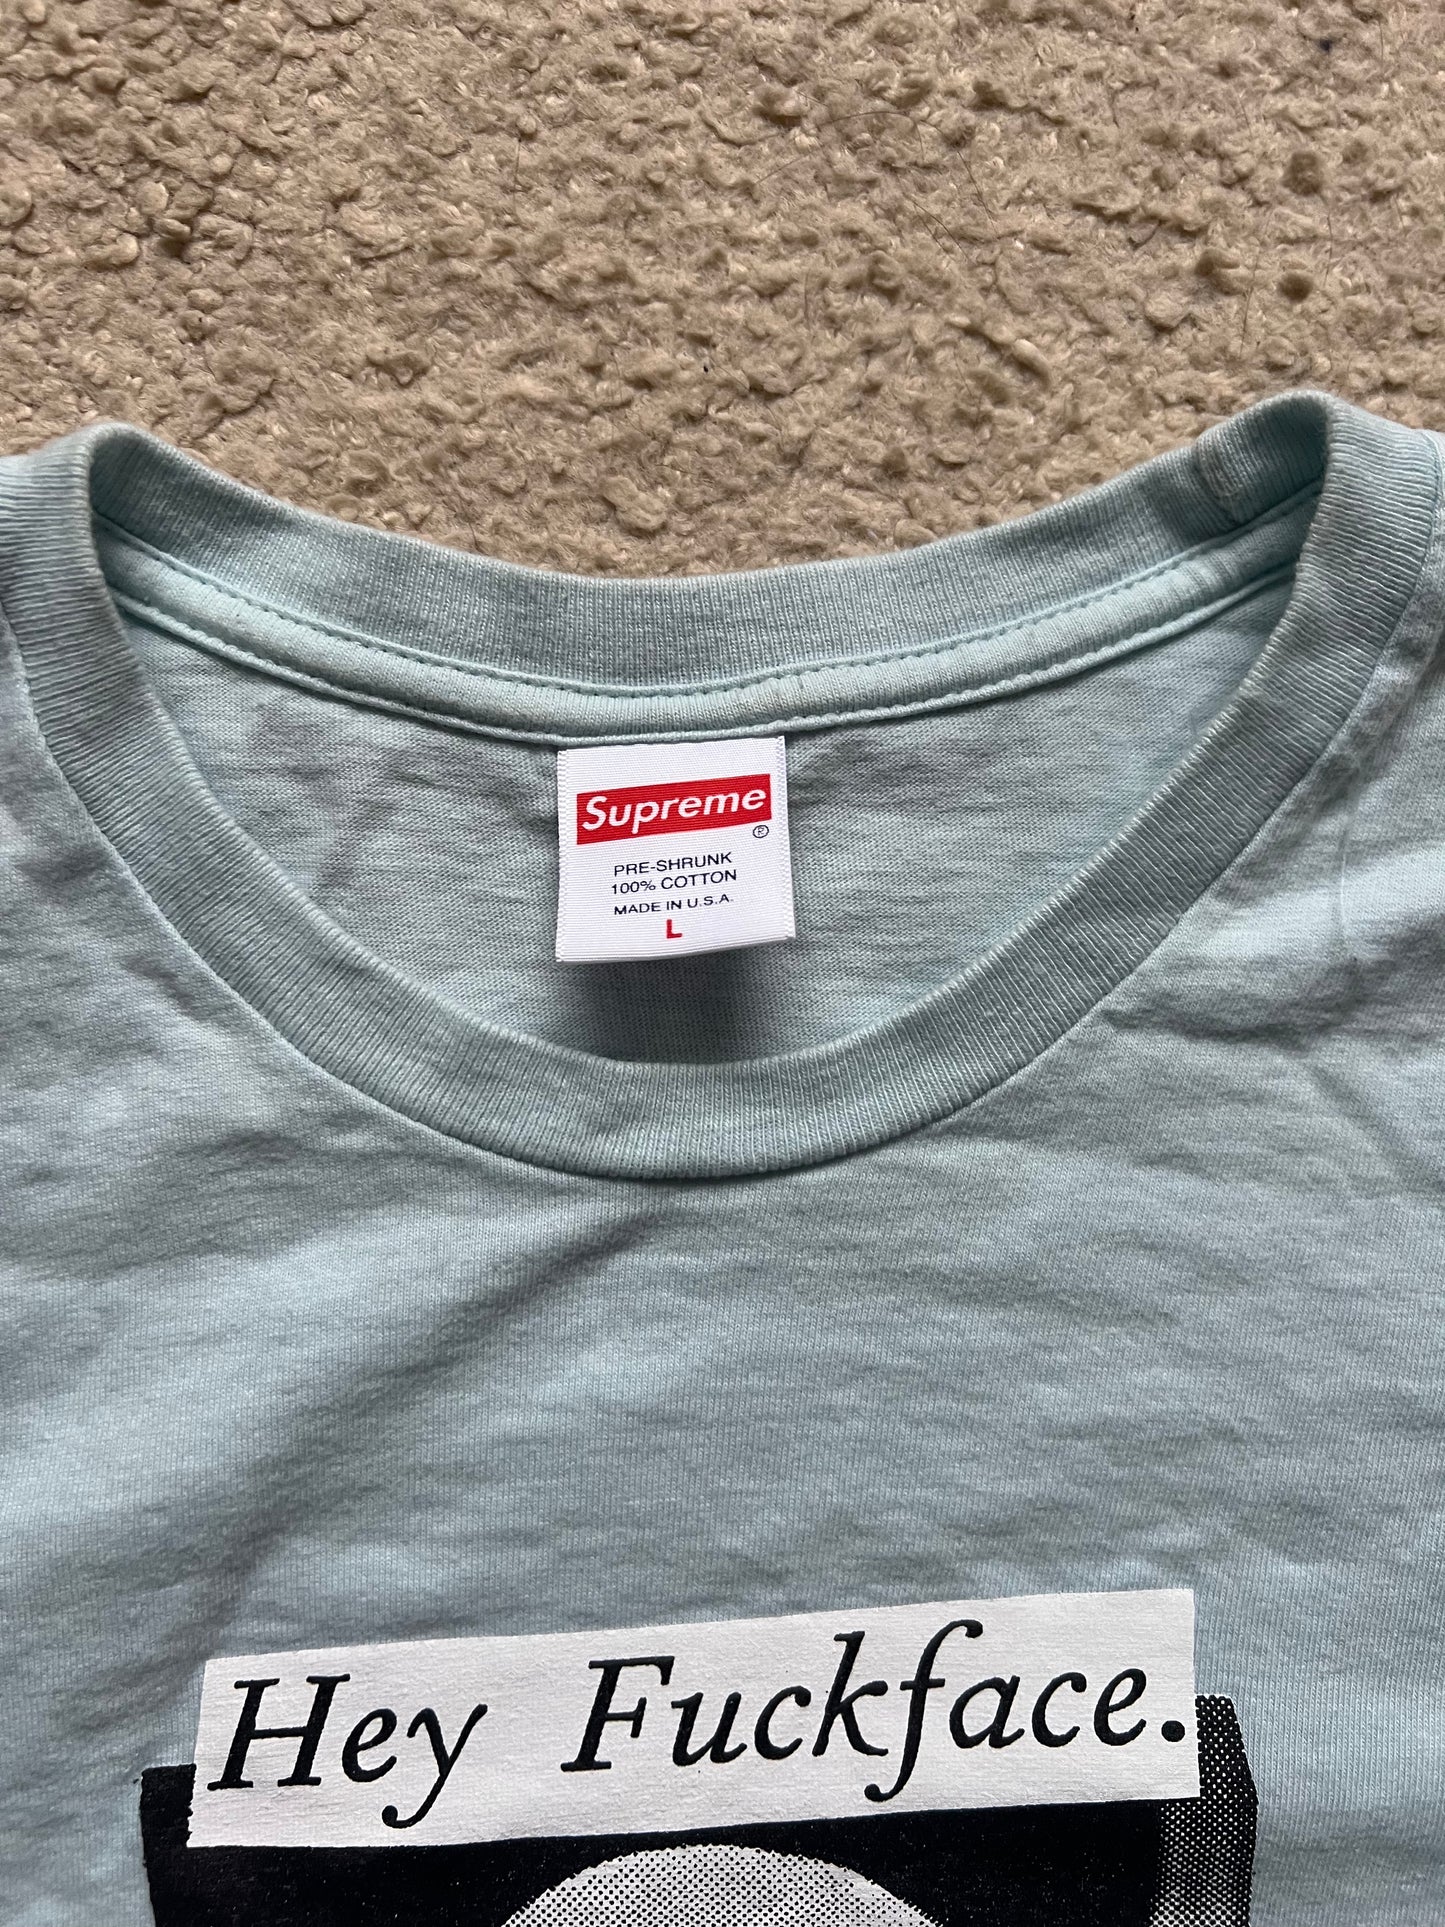 Supreme
®
PRE-SHRUNK
100% COTTON
MADE IN U.S.A.
L
Hey Fuckface.